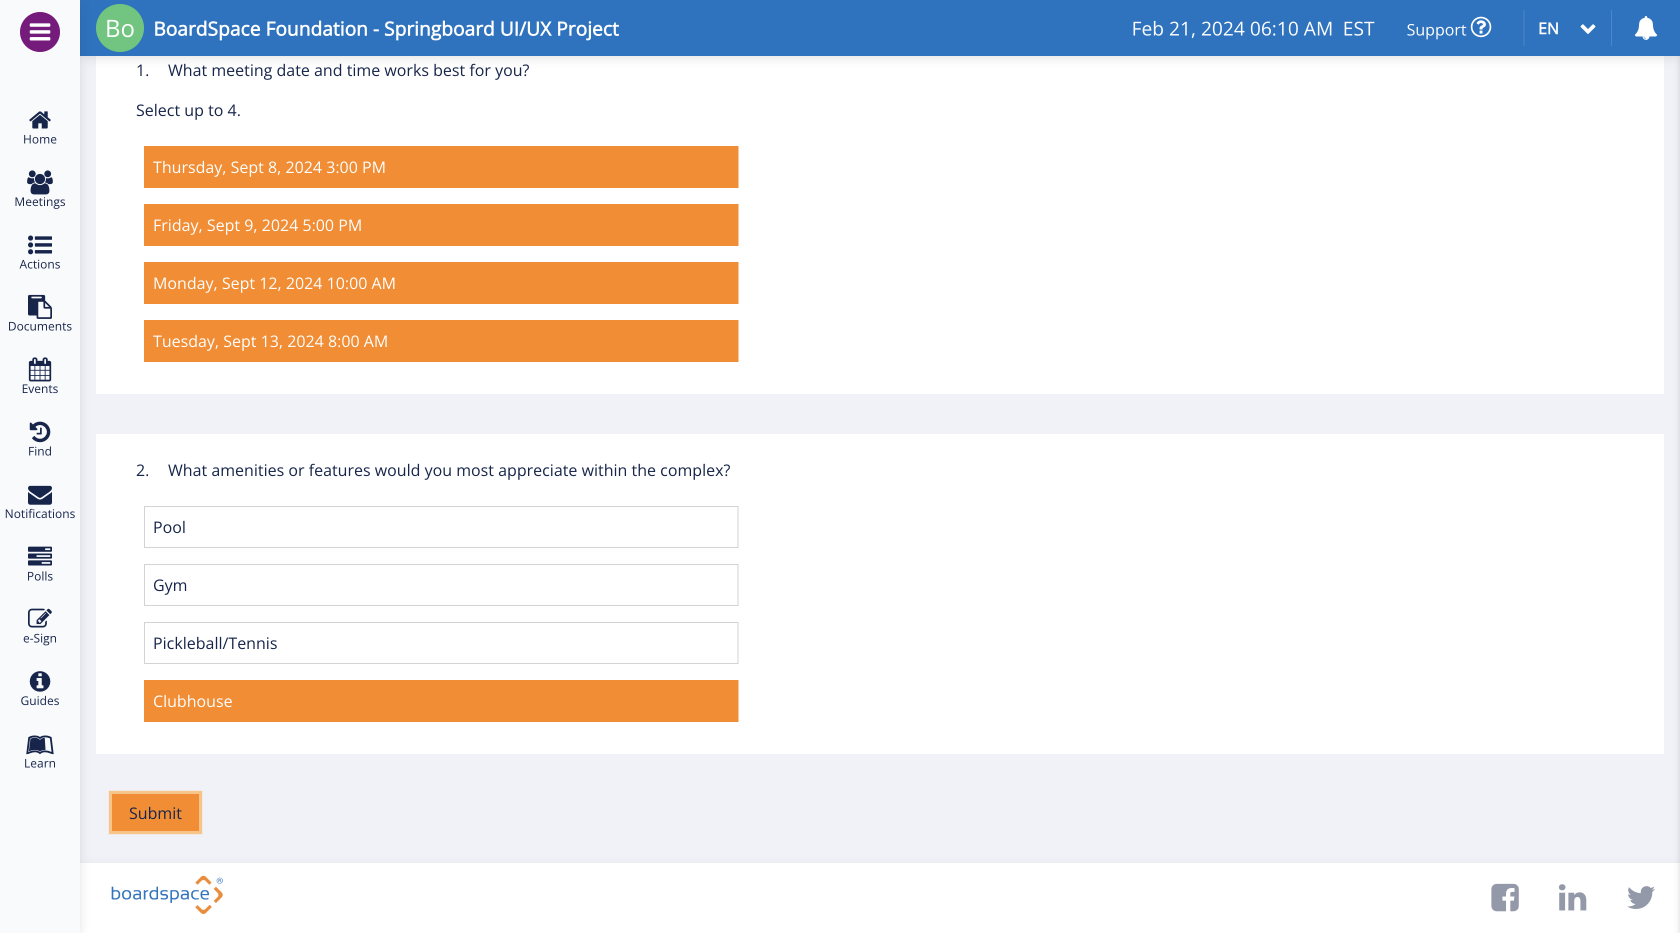 Bo BoardSpace Foundation - Springboard UI/UX Project Feb 21, 2024 06:10 AM EST Support ? EN
Home
Meetings
Actions
Documents
Events
Find
Notifications
Polls
e-Sign
Guides
Learn
1. What meeting date and time works best for you?
Select up to 4.
Thursday, Sept 8, 2024 3:00 PM
Friday, Sept 9, 2024 5:00 PM
Monday, Sept 12, 2024 10:00 AM
Tuesday, Sept 13, 2024 8:00 AM
2. What amenities or features would you most appreciate within the complex?
Pool
Gym
Pickleball/Tennis
Clubhouse
Submit
boardspace®